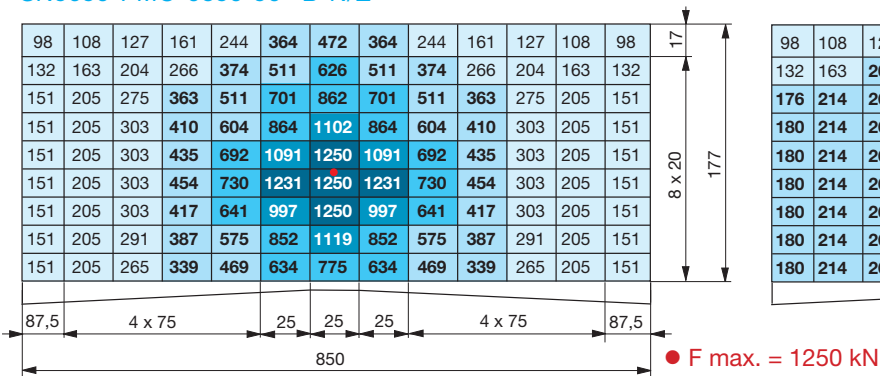 98 108 127 161 244 364 472 364 244 161 127 108 98 17 98 108
132 163 204 266 374 511 626 511 374 266 204 163 132 132 163
151 205 275 363 511 701 862 701 511 363 275 205 151 176 214
151 205 303 410 604 864 1102 864 604 410 303 205 151 180 214
151 205 303 435 692 1091 1250 1091 692 435 303 205 151 180 214
151 205 303 454 730 1231 1250 1231 730 454 303 205 151 180 214
151 205 303 417 641 997 1250 997 641 417 303 205 151 180 214
151 205 291 387 575 852 1119 852 575 387 291 205 151 180 214
151 205 265 339 469 634 775 634 469 339 265 205 151 180 214
8 x 20
177
87,5 4 x 75 25 25 25 4 x 75 87,5
850
F max. = 1250 kN